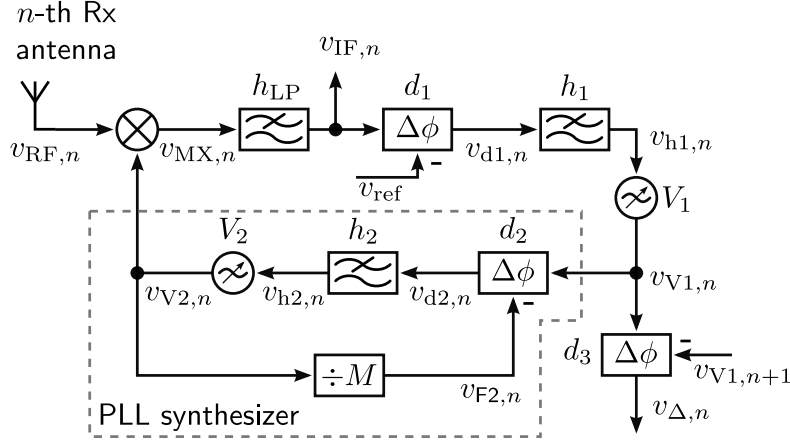 n-th Rx
antenna
v_IF,n
h_LP
d_1
h_1
Δϕ
v_RF,n
v_MX,n
v_d1,n
v_h1,n
-
v_ref
V_1
V_2
h_2
d_2
Δϕ
v_V2,n
v_h2,n
v_d2,n
-
v_V1,n
d_3
Δϕ
-
v_V1,n+1
÷M
v_F2,n
v_Δ,n
PLL synthesizer